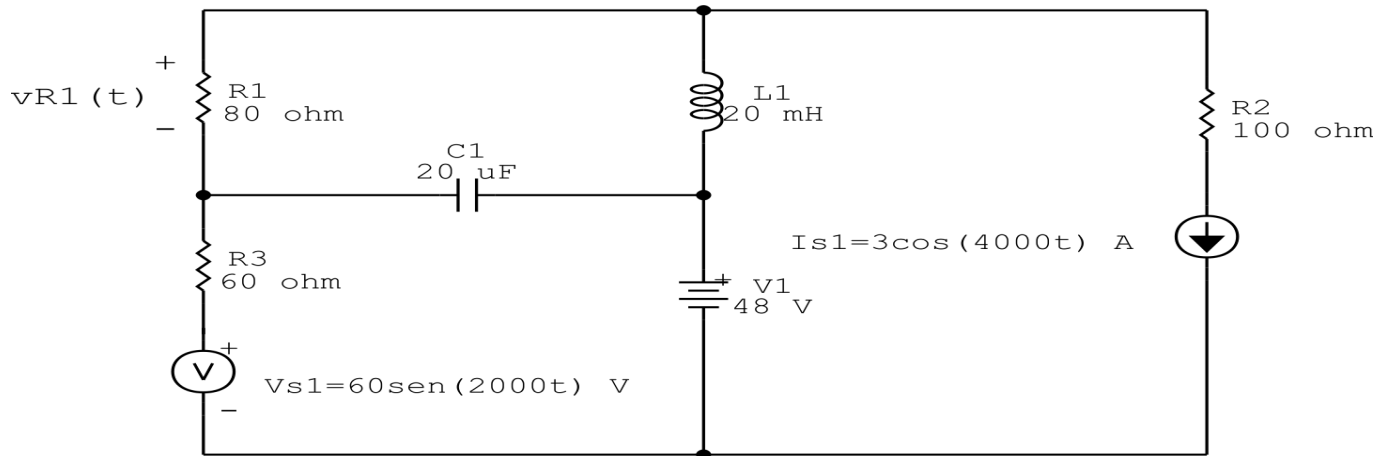 +
vR1(t)
−
R1
80 ohm
L1
20 mH
R2
100 ohm
C1
20 uF
Is1=3cos(4000t) A
R3
60 ohm
+ V1
48 V
+
V
Vs1=60sen(2000t) V
−